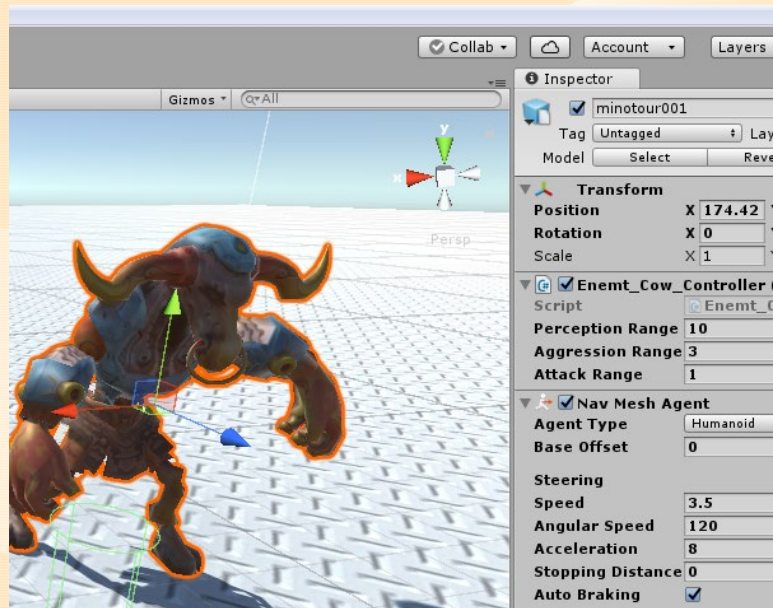 Collab Account Layers
Inspector
Gizmos All
minotour001
Tag Untagged
Model Select
y
x
Persp
Transform
Position X 174.42
Rotation X 0
Scale X 1
Enemt_Cow_Controller
Script
Perception Range 10
Aggression Range 3
Attack Range 1
Nav Mesh Agent
Agent Type Humanoid
Base Offset 0
Steering
Speed 3.5
Angular Speed 120
Acceleration 8
Stopping Distance 0
Auto Braking